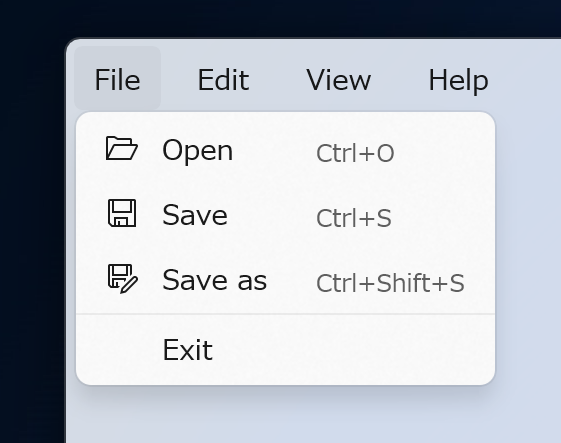 File Edit View Help
Open Ctrl+O
Save Ctrl+S
Save as Ctrl+Shift+S
Exit